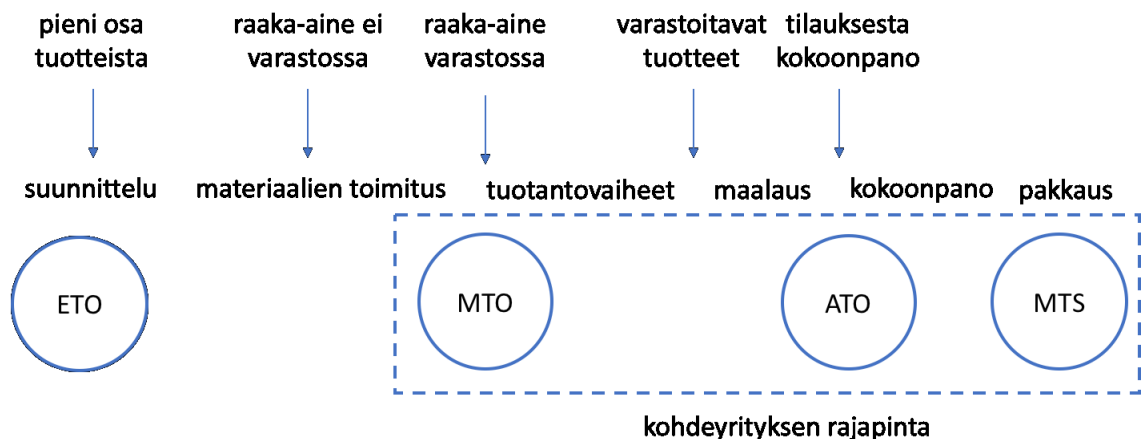 pieni osa
tuotteista
raaka-aine ei
varastossa
raaka-aine
varastossa
varastoitavat
tuotteet
tilauksesta
kokoonpano
suunnittelu
materiaalien toimitus
tuotantovaiheet
maalaus
kokoonpano
pakkaus
ETO
MTO
ATO
MTS
kohdeyrityksen rajapinta